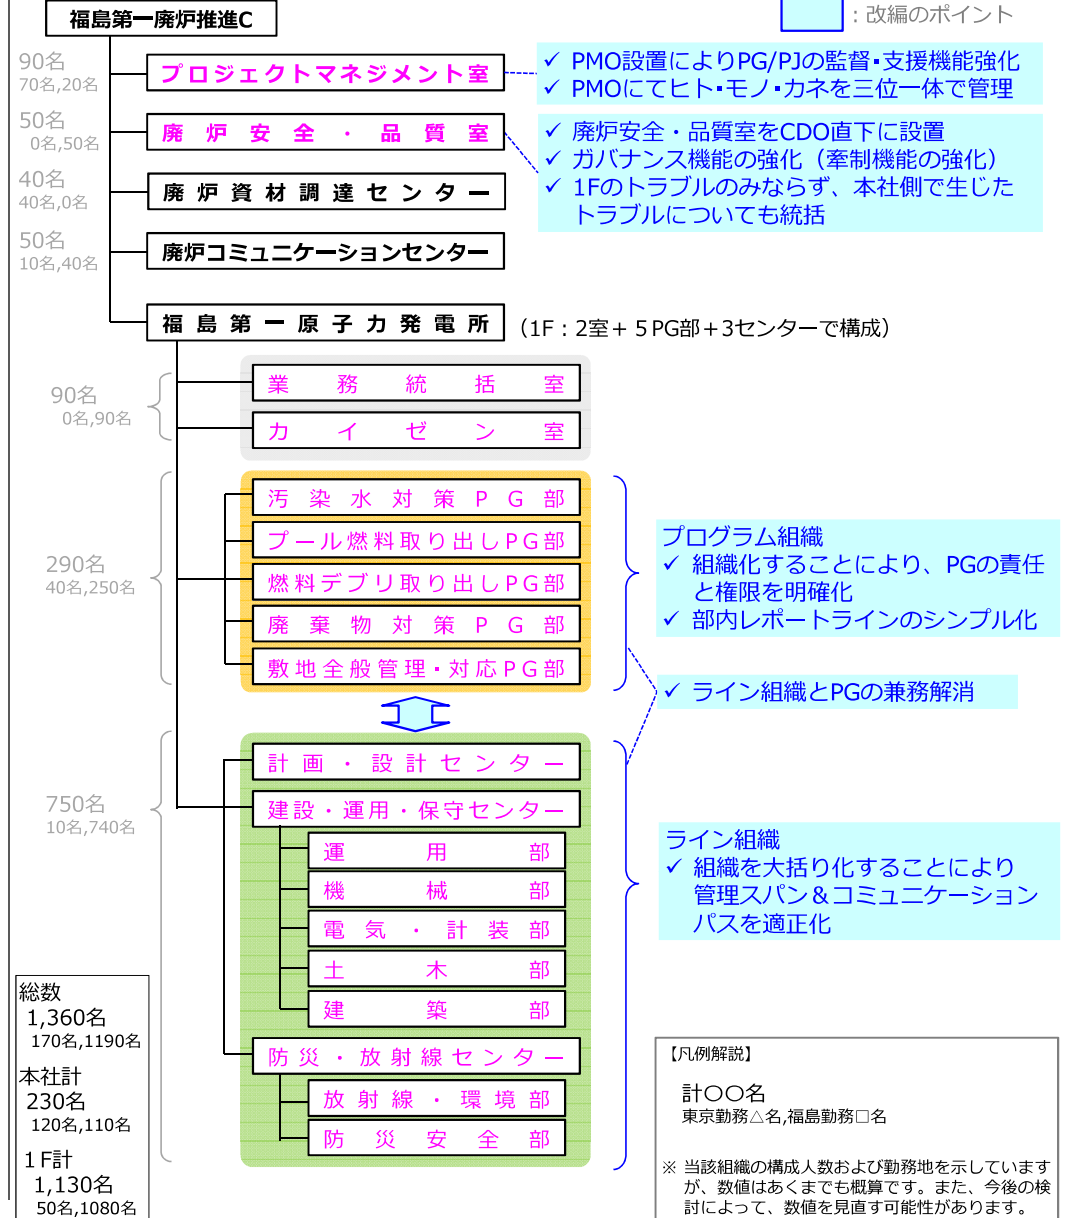 福島第一廃炉推進C
：改編のポイント
90名
70名,20名
プロジェクトマネジメント室
✓ PMO設置によりPG/PJの監督・支援機能強化
✓ PMOにてヒト・モノ・カネを三位一体で管理
50名
0名,50名
廃炉安全・品質室
✓ 廃炉安全・品質室をCDO直下に設置
✓ ガバナンス機能の強化（牽制機能の強化）
✓ 1Fのトラブルのみならず、本社側で生じた
トラブルについても統括
40名
40名,0名
廃炉資材調達センター
50名
10名,40名
廃炉コミュニケーションセンター
福島第一原子力発電所
（1F：2室＋５PG部＋3センターで構成）
90名
0名,90名
業務統括室
カイゼン室
290名
40名,250名
汚染水対策PG部
プール燃料取り出しPG部
燃料デブリ取り出しPG部
廃棄物対策PG部
敷地全般管理・対応PG部
プログラム組織
✓ 組織化することにより、PGの責任
と権限を明確化
✓ 部内レポートラインのシンプル化
✓ ライン組織とPGの兼務解消
750名
10名,740名
計画・設計センター
建設・運用・保守センター
運用部
機械部
電気・計装部
土木部
建築部
防災・放射線センター
放射線・環境部
防災安全部
ライン組織
✓ 組織を大括り化することにより
管理スパン＆コミュニケーション
パスを適正化
総数
1,360名
170名,1190名
本社計
230名
120名,110名
１F計
1,130名
50名,1080名
【凡例解説】
計〇〇名
東京勤務△名,福島勤務□名
※ 当該組織の構成人数および勤務地を示しています
が、数値はあくまでも概算です。また、今後の検
討によって、数値を見直す可能性があります。